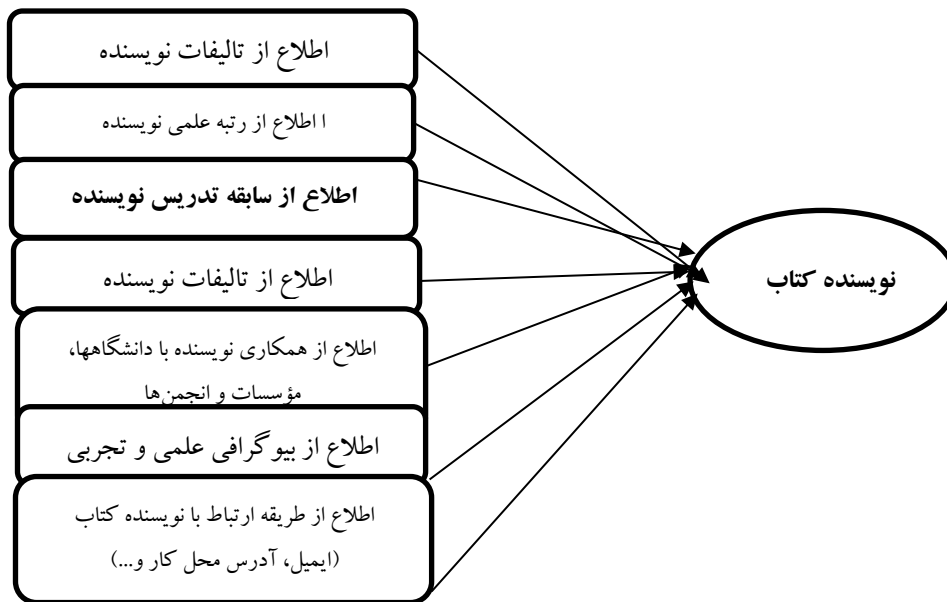 اطلاع از تالیفات نویسنده
ا اطلاع از رتبه علمی نویسنده
اطلاع از سابقه تدریس نویسنده
اطلاع از تالیفات نویسنده
اطلاع از همکاری نویسنده با دانشگاهها،
مؤسسات و انجمن‌ها
اطلاع از بیوگرافی علمی و تجربی
اطلاع از طریقه ارتباط با نویسنده کتاب
(ایمیل، آدرس محل کار و...)
نویسنده کتاب